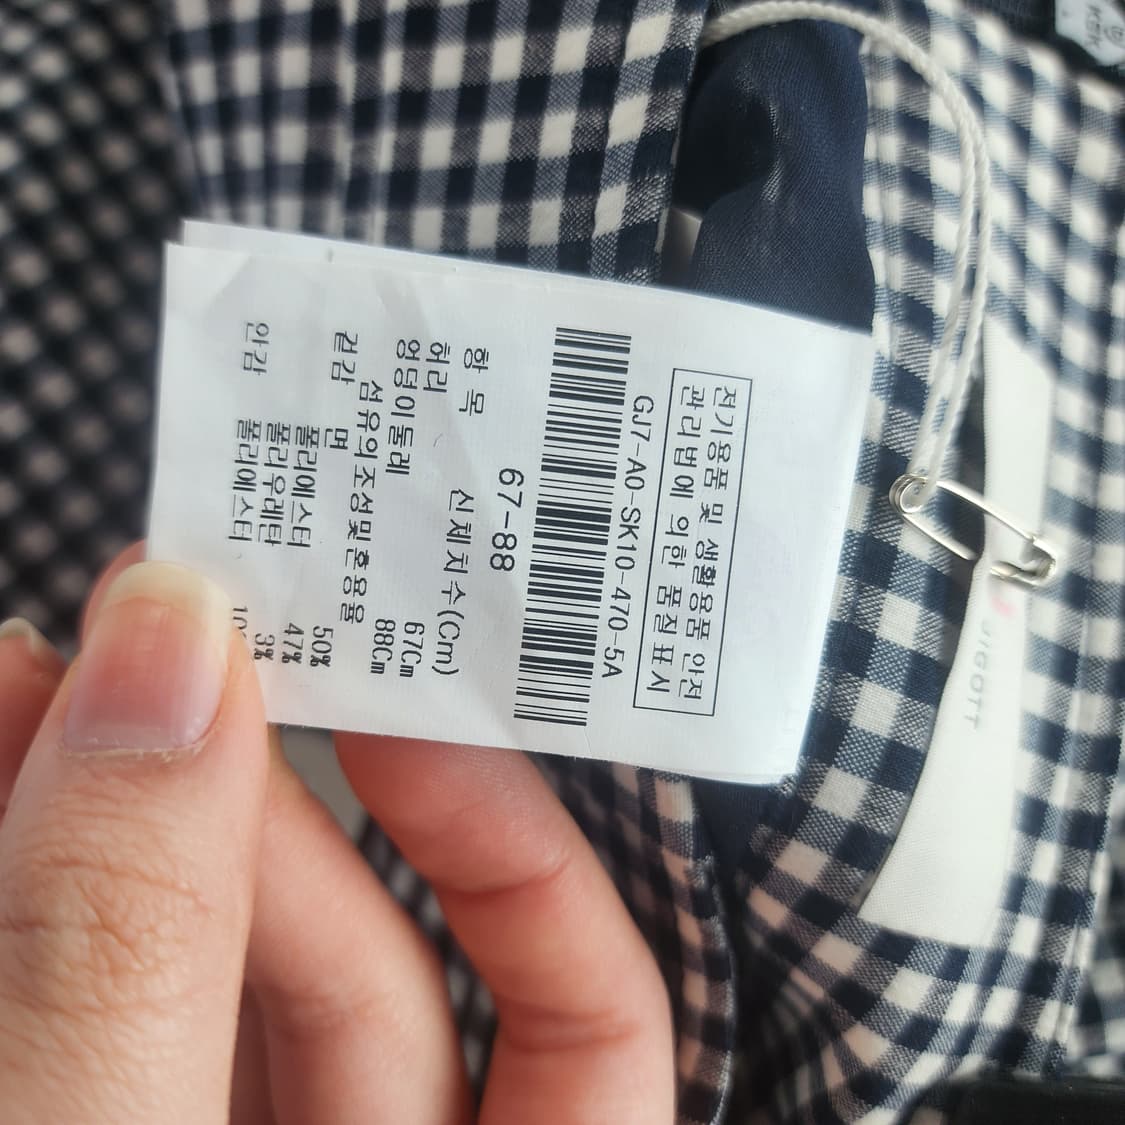 전기용품 및 생활용품 안전
관리법에 의한 품질표시
GJ7-A0-SK10-470-5A
67-88
항 목 신체치수(Cm)
허리 67Cm
엉덩이둘레 88Cm
섬유의조성및혼용율
겉감 면 50%
폴리에스터 47%
폴리우레탄 3%
안감 폴리에스터
JIGOTT